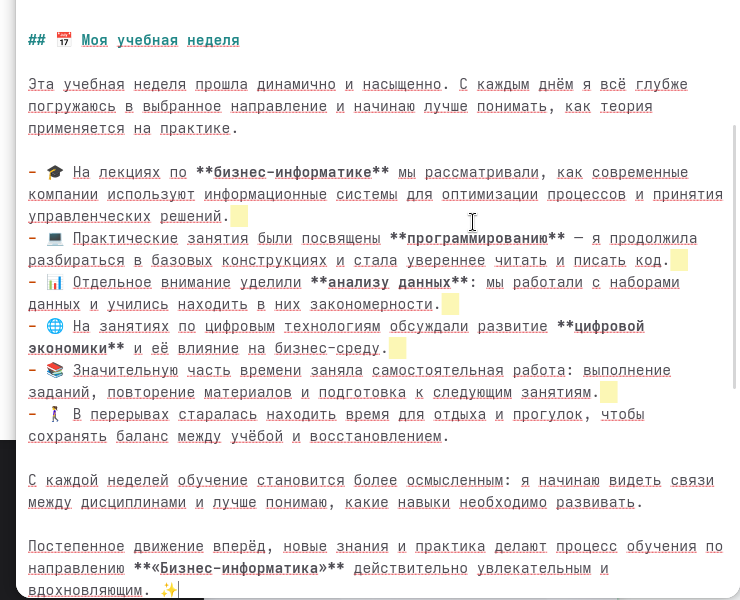 ## 📅 Моя учебная неделя
Эта учебная неделя прошла динамично и насыщенно. С каждым днём я всё глубже
погружаюсь в выбранное направление и начинаю лучше понимать, как теория
применяется на практике.
- 🎓 На лекциях по **бизнес-информатике** мы рассматривали, как современные
компании используют информационные системы для оптимизации процессов и принятия
управленческих решений.
- 💻 Практические занятия были посвящены **программированию** — я продолжила
разбираться в базовых конструкциях и стала увереннее читать и писать код.
- 📊 Отдельное внимание уделили **анализу данных**: мы работали с наборами
данных и учились находить в них закономерности.
- 🌐 На занятиях по цифровым технологиям обсуждали развитие **цифровой
экономики** и её влияние на бизнес-среду.
- 📚 Значительную часть времени заняла самостоятельная работа: выполнение
заданий, повторение материалов и подготовка к следующим занятиям.
- 🚶‍♀️ В перерывах старалась находить время для отдыха и прогулок, чтобы
сохранять баланс между учёбой и восстановлением.
С каждой неделей обучение становится более осмысленным: я начинаю видеть связи
между дисциплинами и лучше понимаю, какие навыки необходимо развивать.
Постепенное движение вперёд, новые знания и практика делают процесс обучения по
направлению **«Бизнес-информатика»** действительно увлекательным и
вдохновляющим. ✨